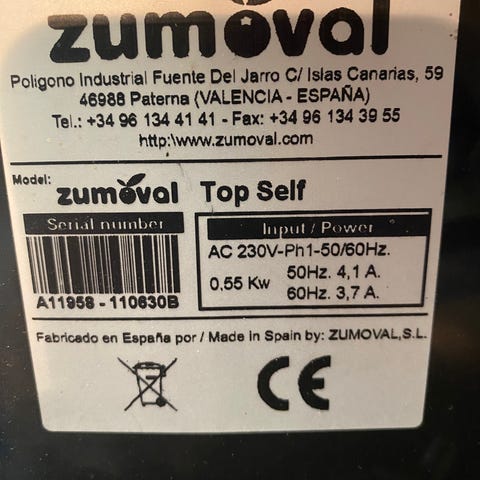 zumoval
Poligono Industrial Fuente Del Jarro C/ Islas Canarias, 59
46988 Paterna (VALENCIA - ESPAÑA)
Tel.: +34 96 134 41 41 - Fax: +34 96 134 39 55
http:\www.zumoval.com
Model: zumoval Top Self
Serial number
A11958 - 110630B
Input / Power
AC 230V-Ph1-50/60Hz.
0,55 Kw 50Hz. 4,1 A.
60Hz. 3,7 A.
Fabricado en España por / Made in Spain by: ZUMOVAL,S.L.
CE